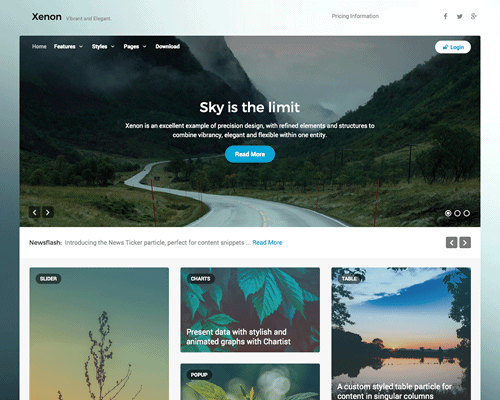 Xenon Vibrant and Elegant.
Pricing Information
Home Features Styles Pages Download
Login
Sky is the limit
Xenon is an excellent example of precision design, with refined elements and structures to
combine vibrancy, elegant and flexible within one entity.
Read More
Newsflash: Introducing the News Ticker particle, perfect for content snippets ... Read More
SLIDER
CHARTS
TABLE
Present data with stylish and
animated graphs with Chartist
POPUP
A custom styled table particle for
content in singular columns